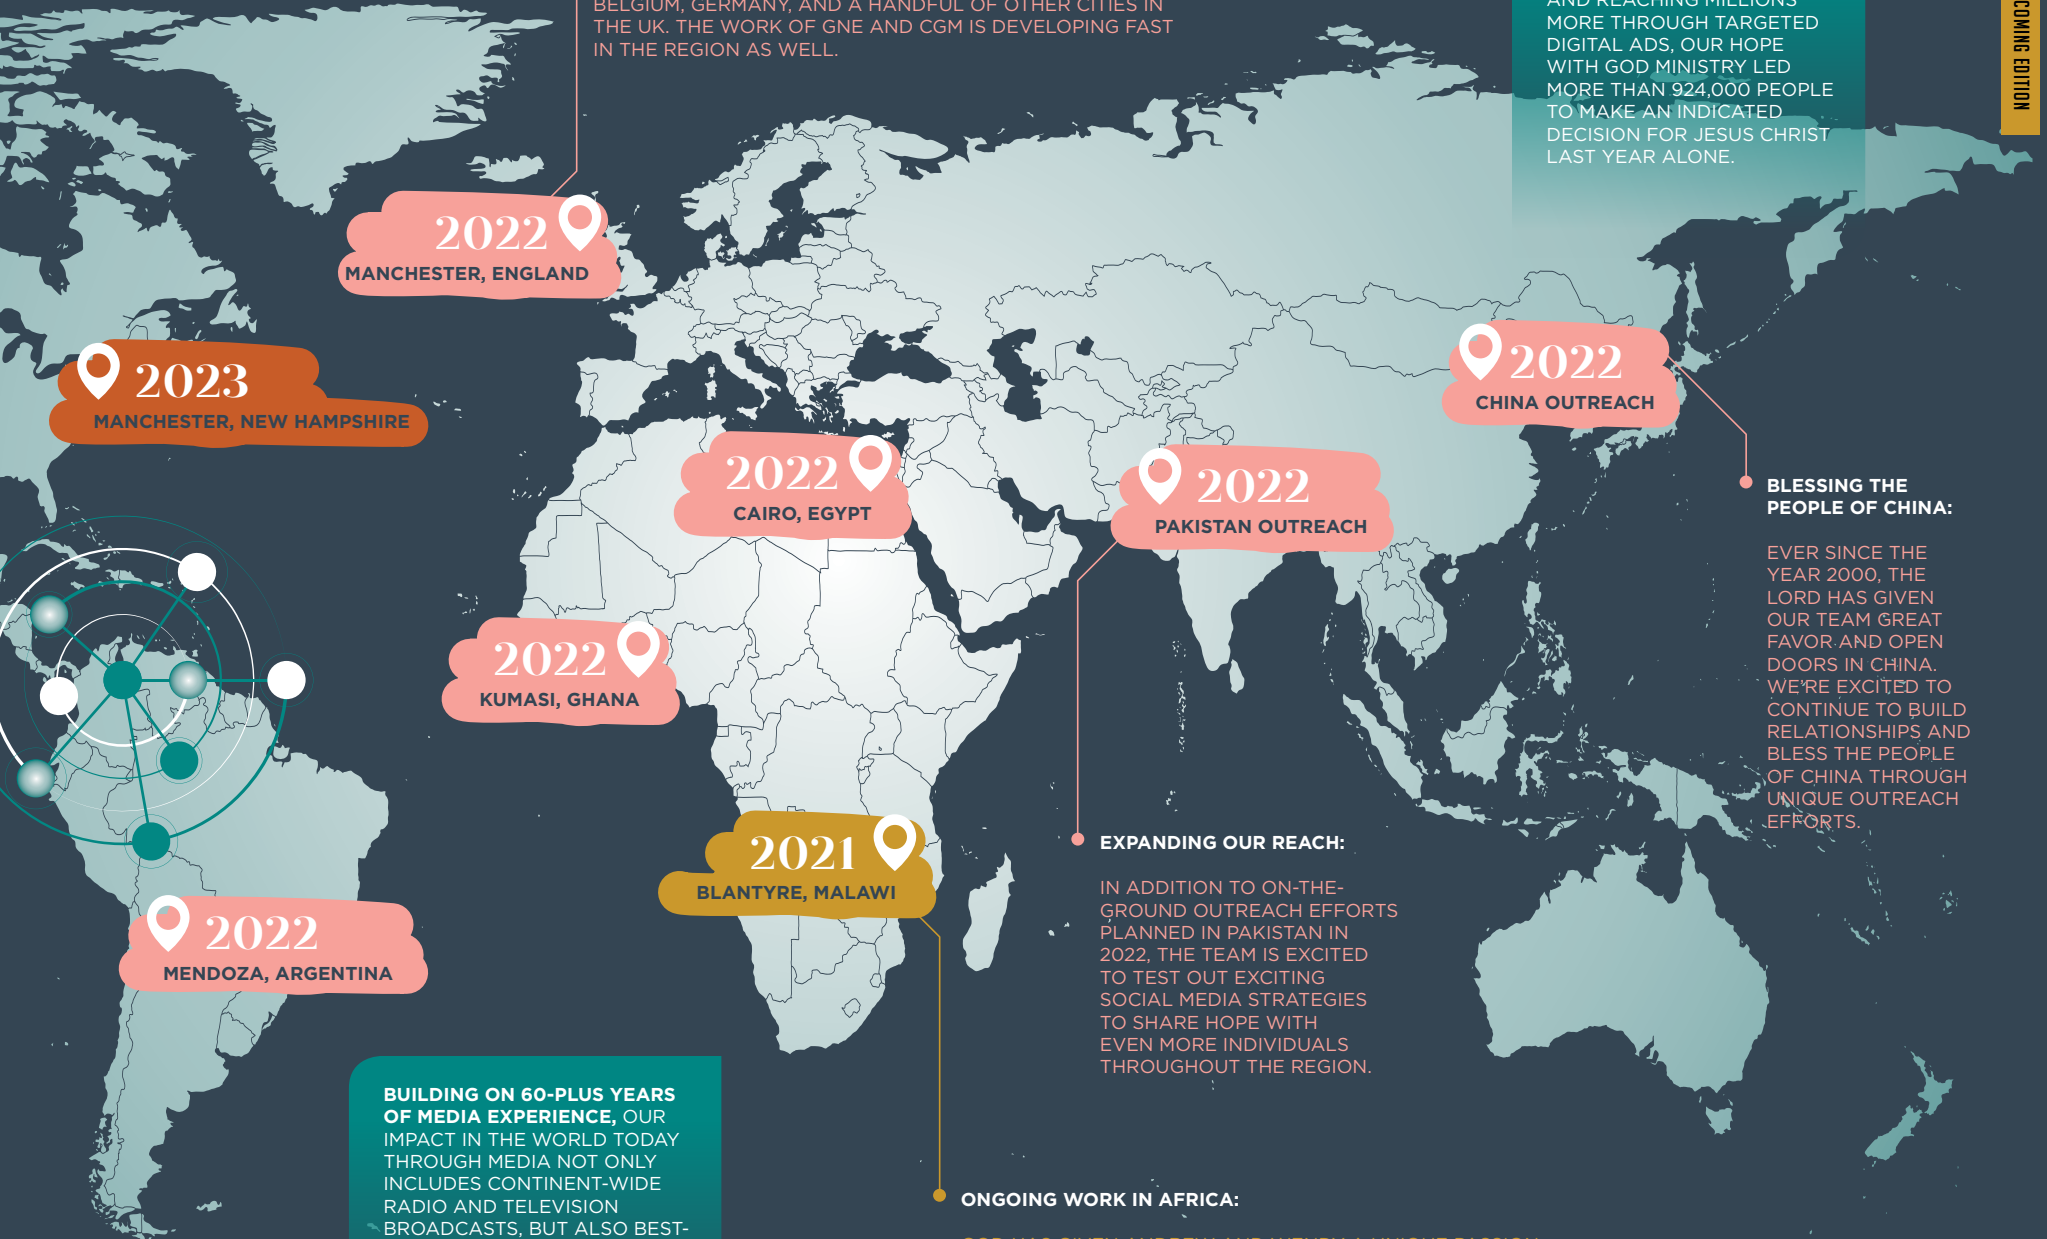 BELGIUM, GERMANY, AND A HANDFUL OF OTHER CITIES IN
THE UK. THE WORK OF GNE AND CGM IS DEVELOPING FAST
IN THE REGION AS WELL.
AND REACHING MILLIONS
MORE THROUGH TARGETED
DIGITAL ADS, OUR HOPE
WITH GOD MINISTRY LED
MORE THAN 924,000 PEOPLE
TO MAKE AN INDICATED
DECISION FOR JESUS CHRIST
LAST YEAR ALONE.
COMING EDITION
2022
MANCHESTER, ENGLAND
2023
MANCHESTER, NEW HAMPSHIRE
2022
CHINA OUTREACH
2022
CAIRO, EGYPT
2022
PAKISTAN OUTREACH
BLESSING THE
PEOPLE OF CHINA:
EVER SINCE THE
YEAR 2000, THE
LORD HAS GIVEN
OUR TEAM GREAT
FAVOR AND OPEN
DOORS IN CHINA.
WE'RE EXCITED TO
CONTINUE TO BUILD
RELATIONSHIPS AND
BLESS THE PEOPLE
OF CHINA THROUGH
UNIQUE OUTREACH
EFFORTS.
2022
KUMASI, GHANA
2021
BLANTYRE, MALAWI
EXPANDING OUR REACH:
IN ADDITION TO ON-THE-
GROUND OUTREACH EFFORTS
PLANNED IN PAKISTAN IN
2022, THE TEAM IS EXCITED
TO TEST OUT EXCITING
SOCIAL MEDIA STRATEGIES
TO SHARE HOPE WITH
EVEN MORE INDIVIDUALS
THROUGHOUT THE REGION.
2022
MENDOZA, ARGENTINA
BUILDING ON 60-PLUS YEARS
OF MEDIA EXPERIENCE, OUR
IMPACT IN THE WORLD TODAY
THROUGH MEDIA NOT ONLY
INCLUDES CONTINENT-WIDE
RADIO AND TELEVISION
BROADCASTS, BUT ALSO BEST-
ONGOING WORK IN AFRICA: